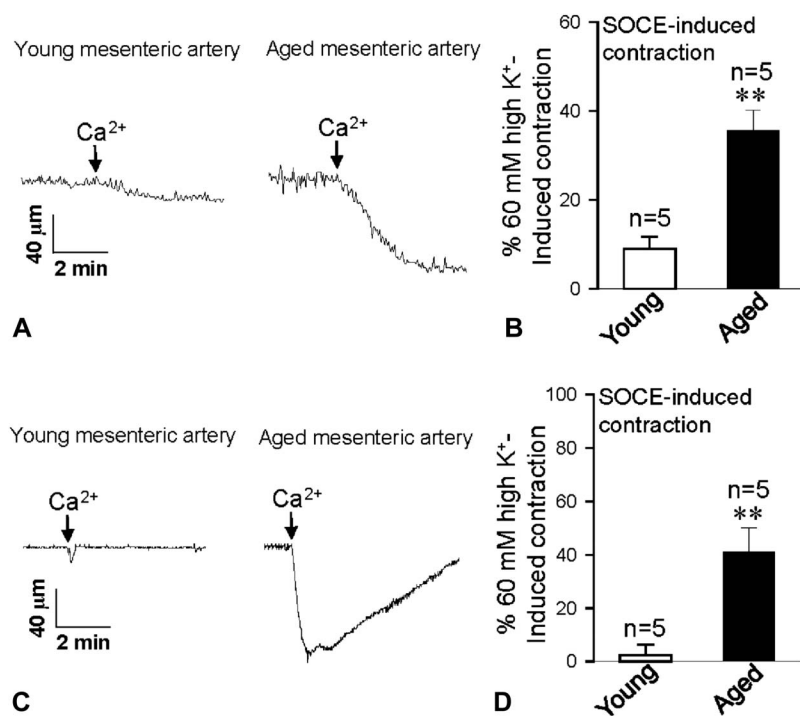 Young mesenteric artery
Aged mesenteric artery
Ca²⁺
Ca²⁺
40 μm
2 min
A
% 60 mM high K⁺-
Induced contraction
60
40
20
0
SOCE-induced
contraction
n=5
n=5
**
Young
Aged
B
Young mesenteric artery
Aged mesenteric artery
Ca²⁺
Ca²⁺
40 μm
2 min
C
% 60 mM high K⁺-
Induced contraction
100
80
60
40
20
0
SOCE-induced
contraction
n=5
n=5
**
Young
Aged
D